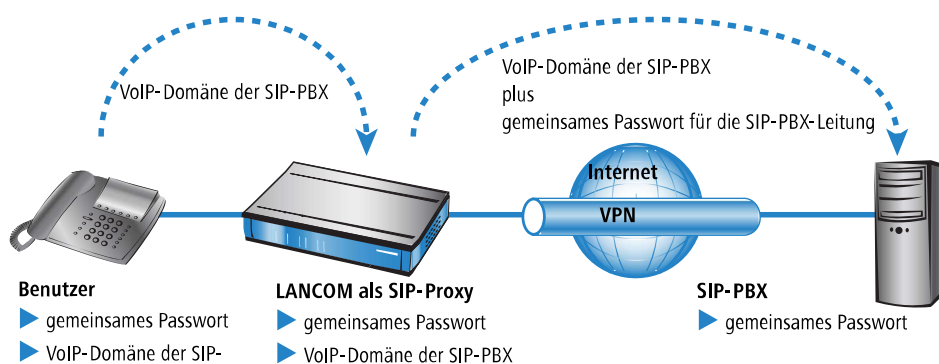 VoIP-Domäne der SIP-PBX
VoIP-Domäne der SIP-PBX
plus
gemeinsames Passwort für die SIP-PBX-Leitung
Internet
VPN
Benutzer
gemeinsames Passwort
VoIP-Domäne der SIP-
LANCOM als SIP-Proxy
gemeinsames Passwort
VoIP-Domäne der SIP-PBX
SIP-PBX
gemeinsames Passwort